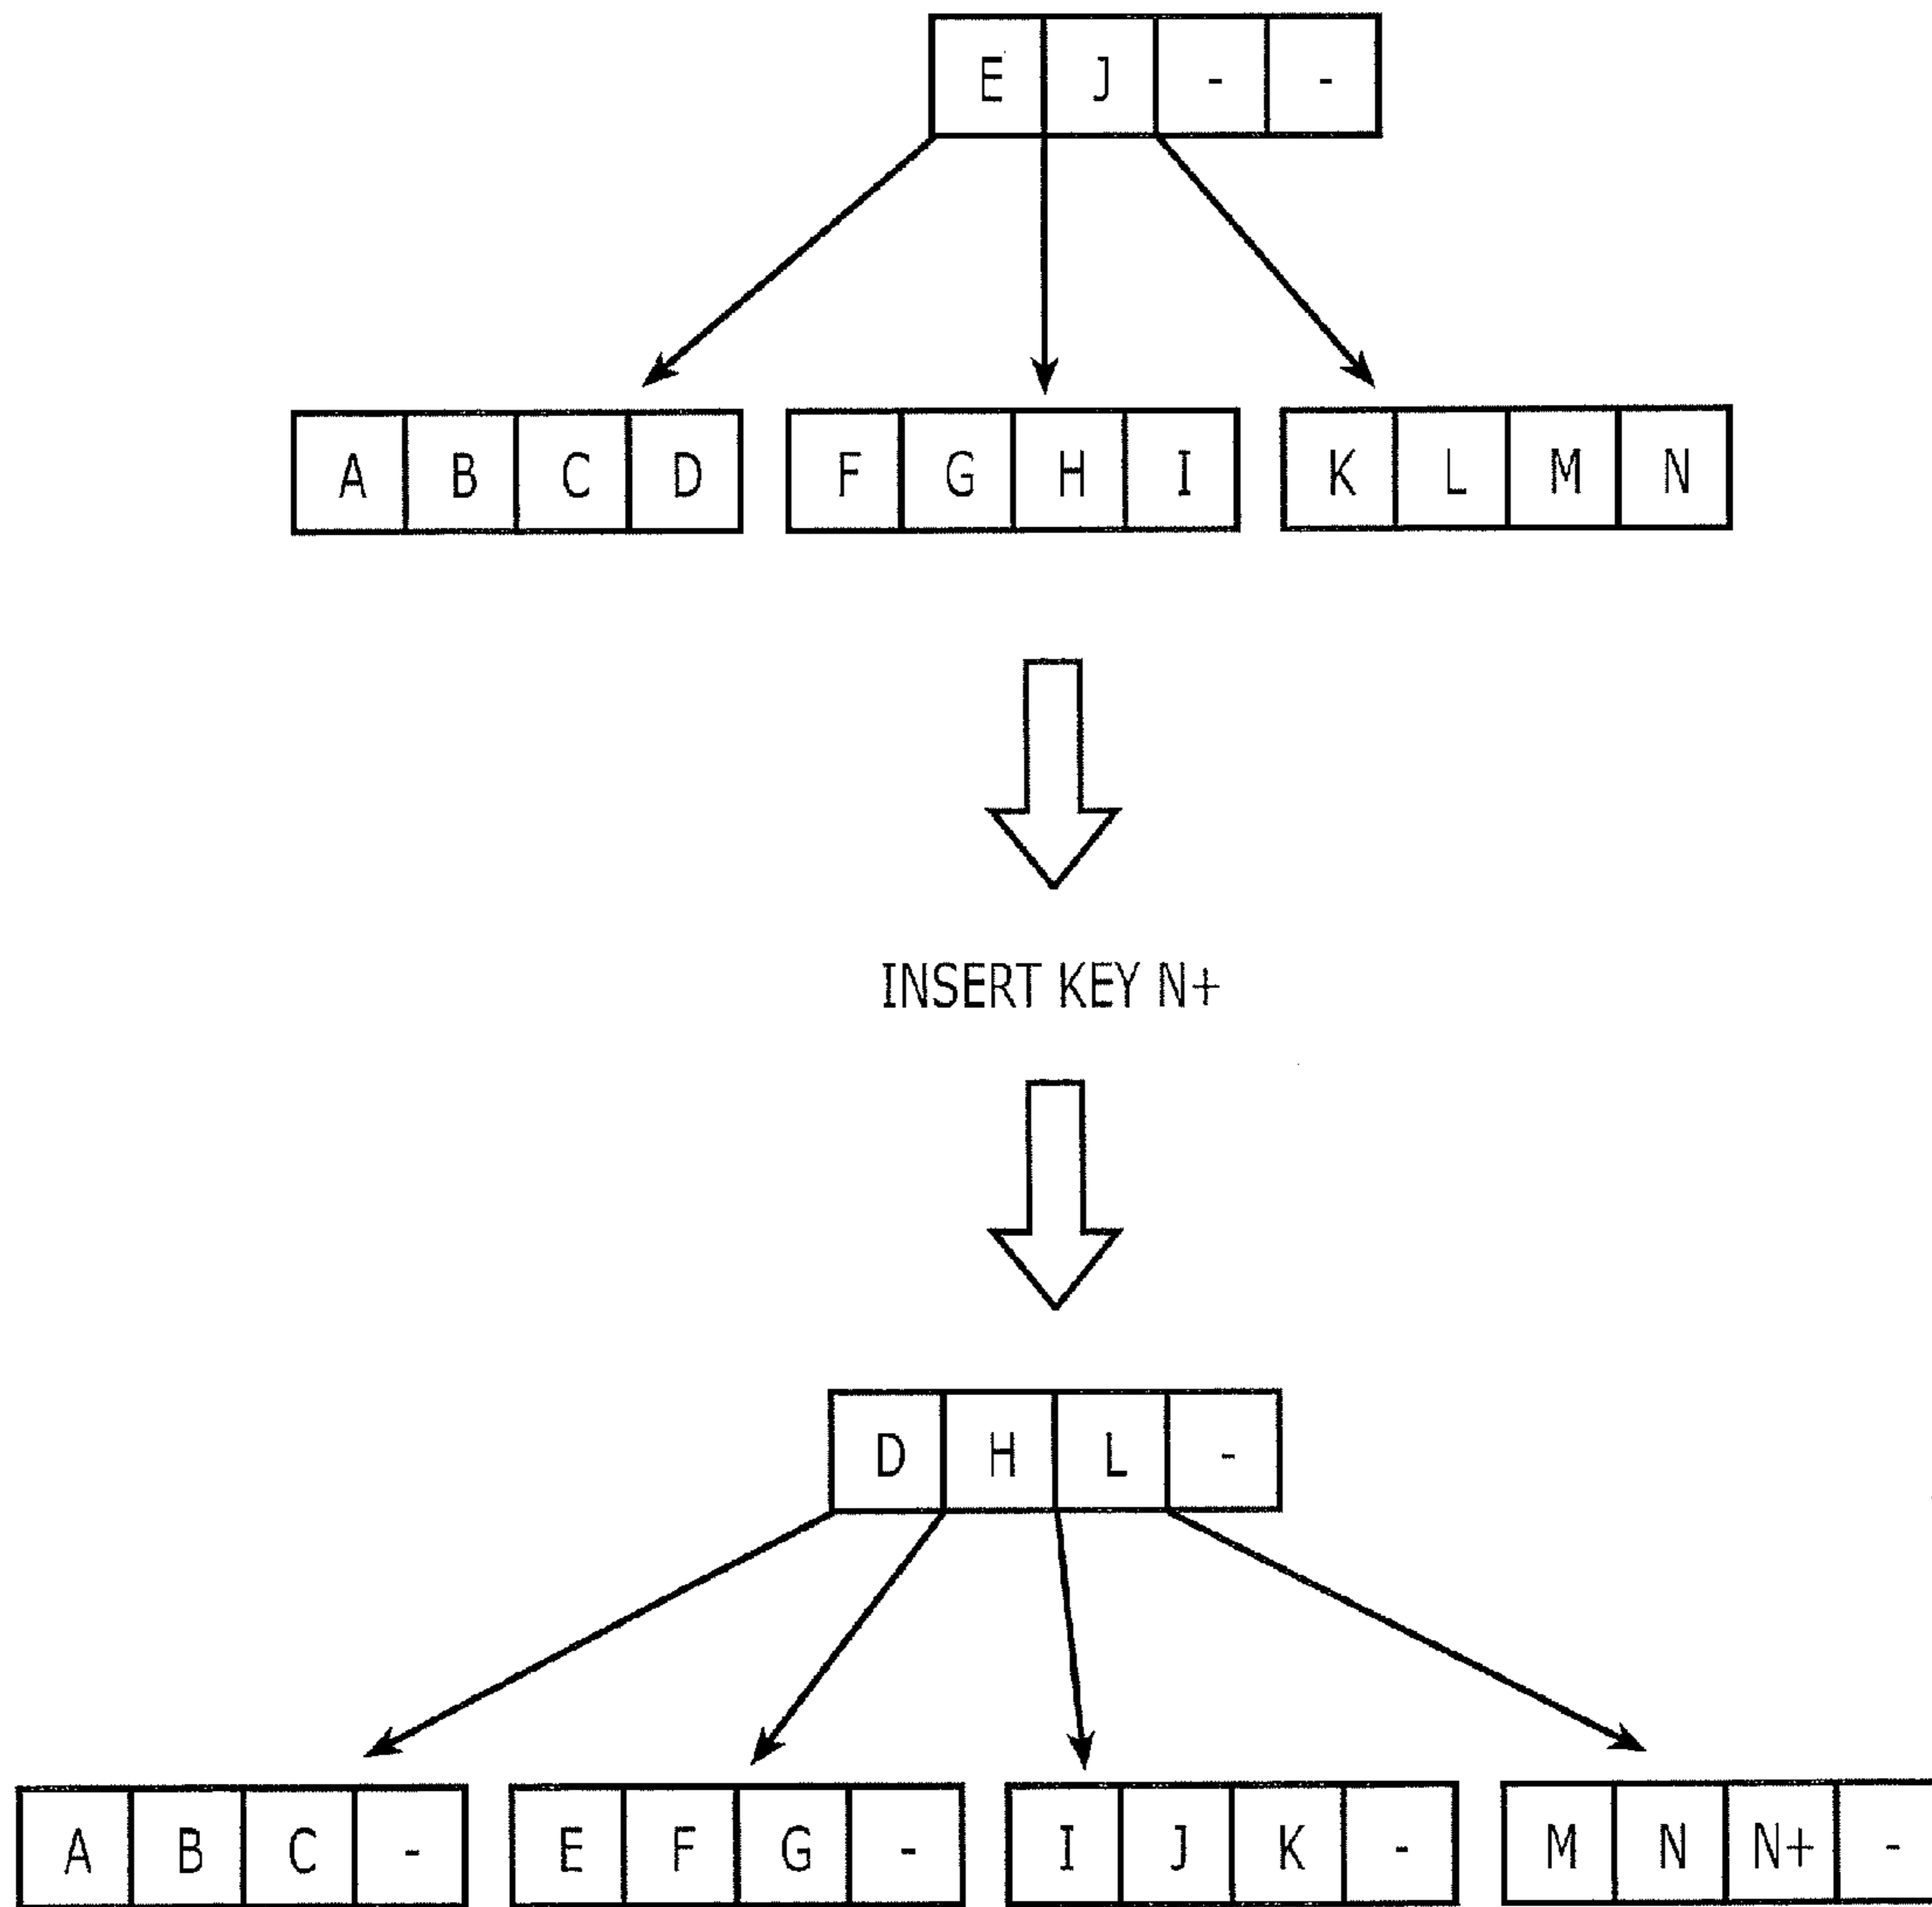 E J - -
A B C D F G H I K L M N
INSERT KEY N+
D H L -
A B C - E F G - I J K - M N N+ -